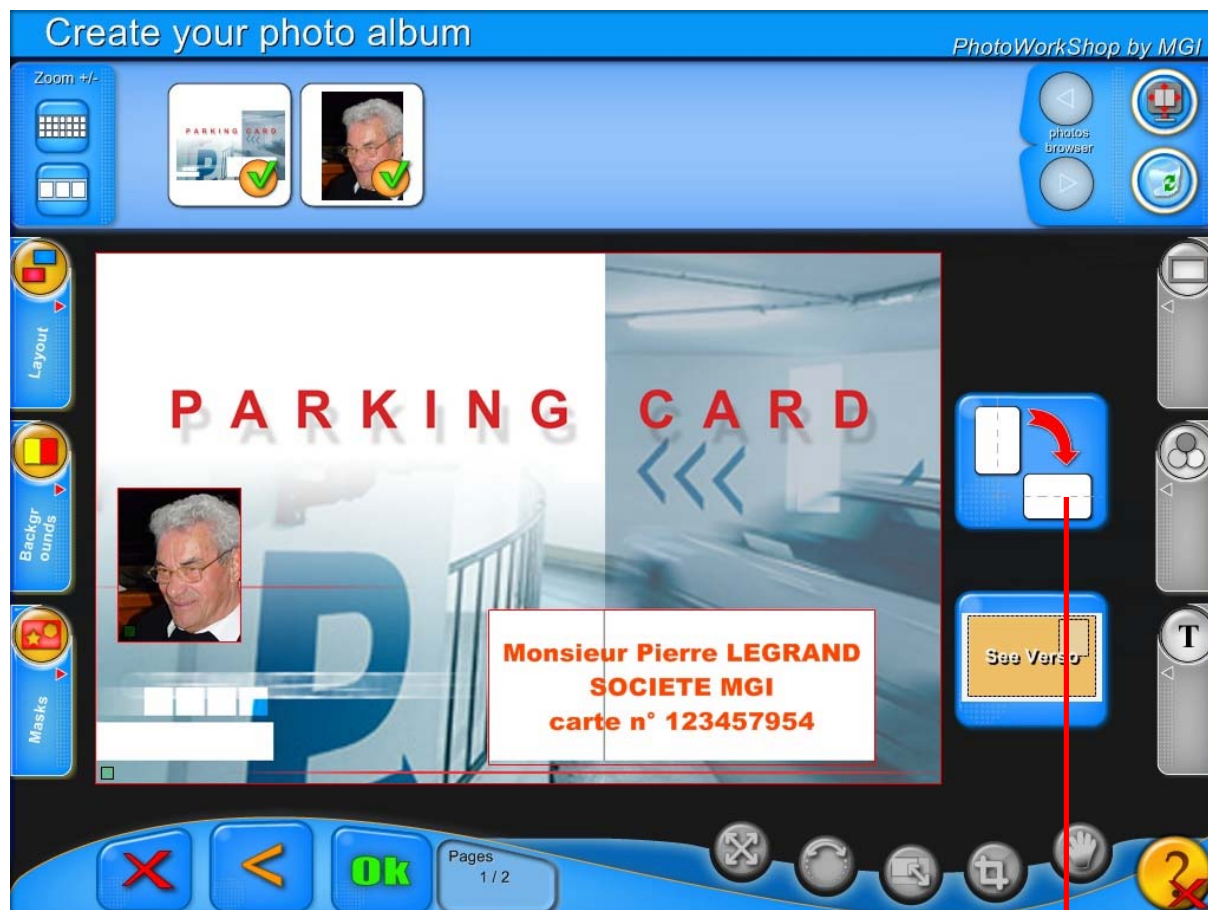 Create your photo album
PhotoWorkShop by MGI
Zoom +/-
PARKING CARD
photos
browser
Layout
PARKING CARD
Backgr
ounds
Monsieur Pierre LEGRAND
SOCIETE MGI
carte n° 123457954
See Verso
Masks
T
X
<
Ok
Pages
1 / 2
?